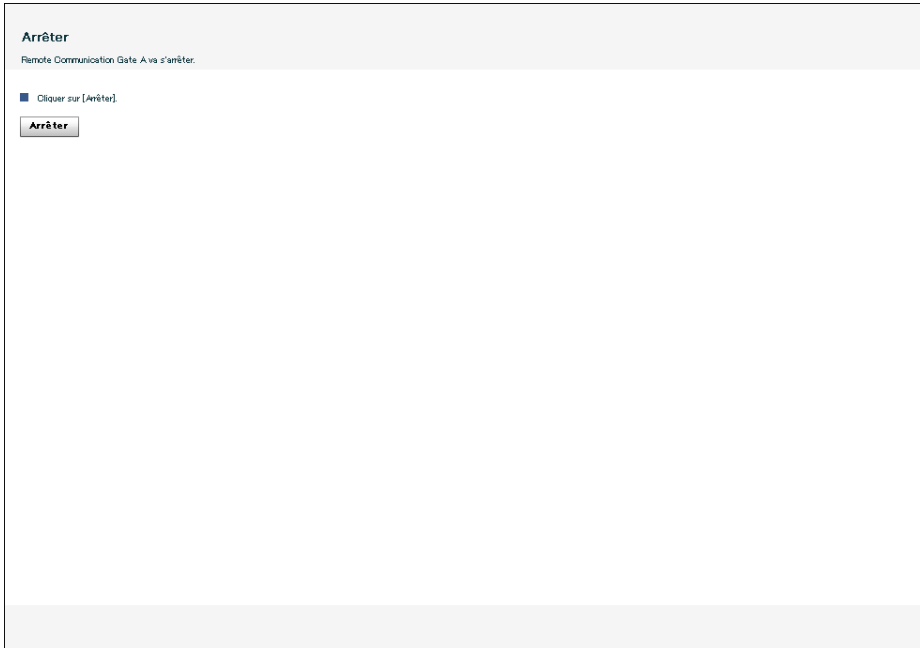 Arrêter
Remote Communication Gate A va s'arrêter.
Cliquer sur [Arrêter].
Arrêter